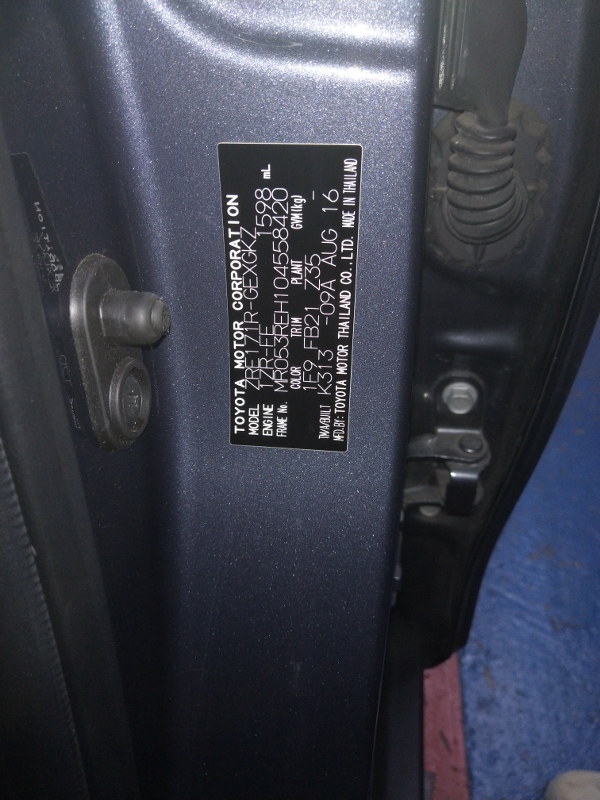 TOYOTA MOTOR CORPORATION
MODEL ZRE171R-GEXGKZ
ENGINE 1ZR-FE 1598 mL
FRAME No. MR053REH104558420
COLOR TRIM PLANT GVM(kg)
1F9 FB21 Z35 -
TM/A/BUILT K313 -09A AUG 16
MFD.BY: TOYOTA MOTOR THAILAND CO., LTD. MADE IN THAILAND